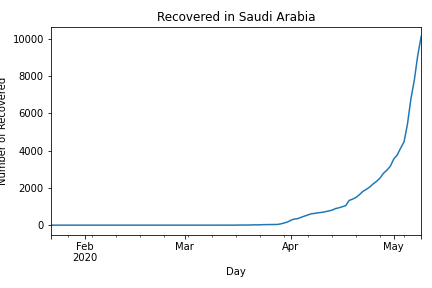 Recovered in Saudi Arabia
Number of Recovered
10000
8000
6000
4000
2000
0
Feb
2020
Mar
Apr
May
Day